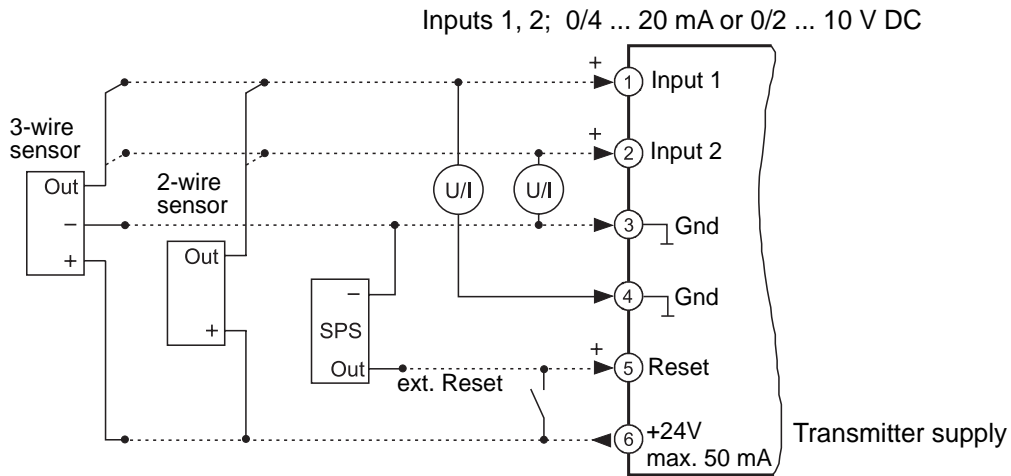 Inputs 1, 2; 0/4 ... 20 mA or 0/2 ... 10 V DC
+
1 Input 1
3-wire
sensor
+
2 Input 2
Out
2-wire
sensor
U/I
U/I
−
3 Gnd
+
Out
−
4 Gnd
SPS
+
+
Out
ext. Reset
5 Reset
6 +24V
max. 50 mA
Transmitter supply